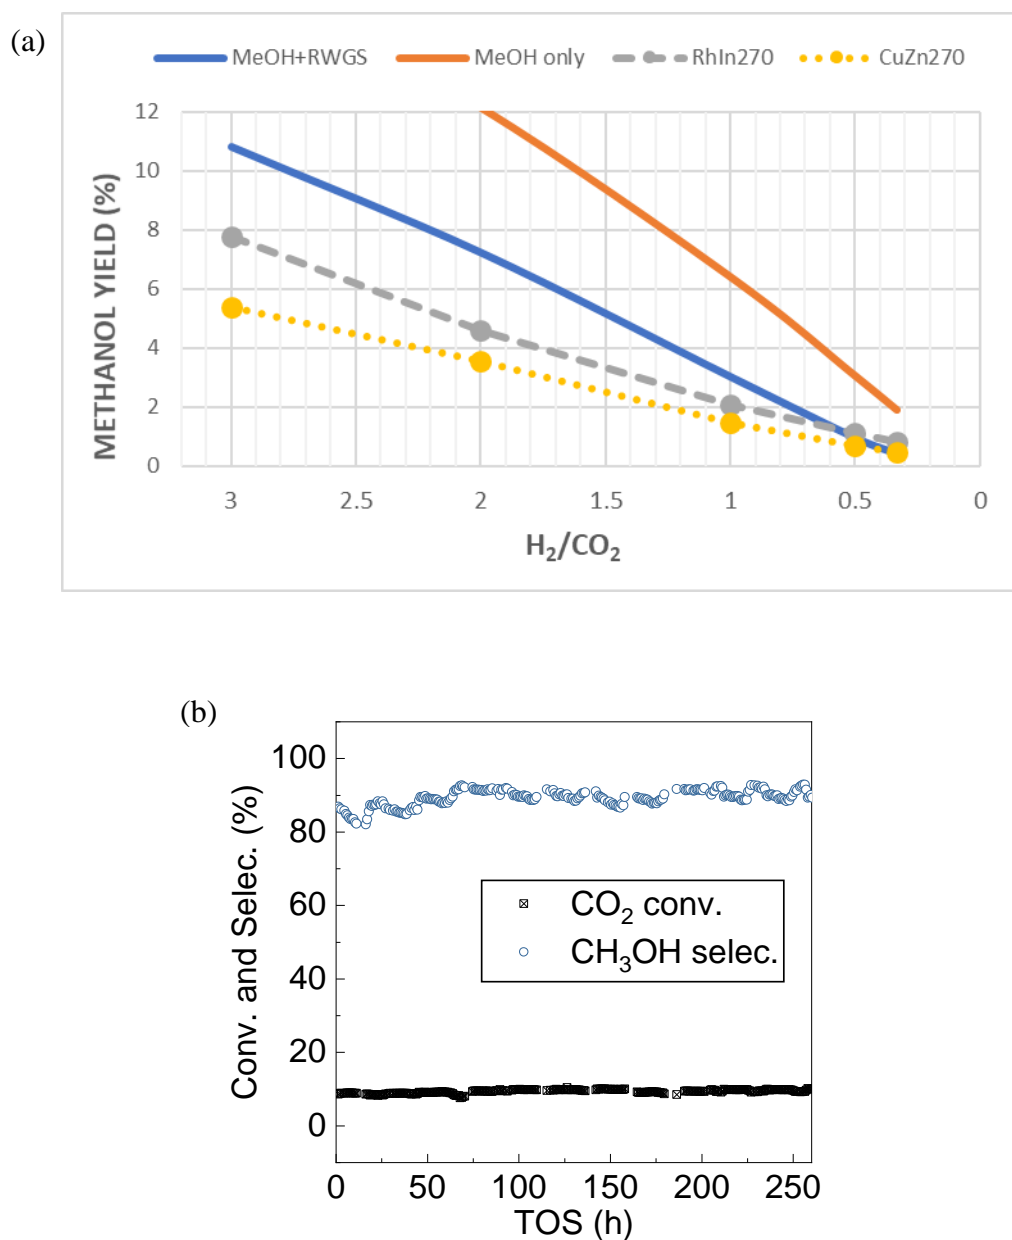 (a)
MeOH+RWGS MeOH only RhIn270 CuZn270
METHANOL YIELD (%)
12
10
8
6
4
2
0
3 2.5 2 1.5 1 0.5 0
H₂/CO₂
(b)
Conv. and Selec. (%)
100
80
60
40
20
0
CO₂ conv.
CH₃OH selec.
0 50 100 150 200 250
TOS (h)